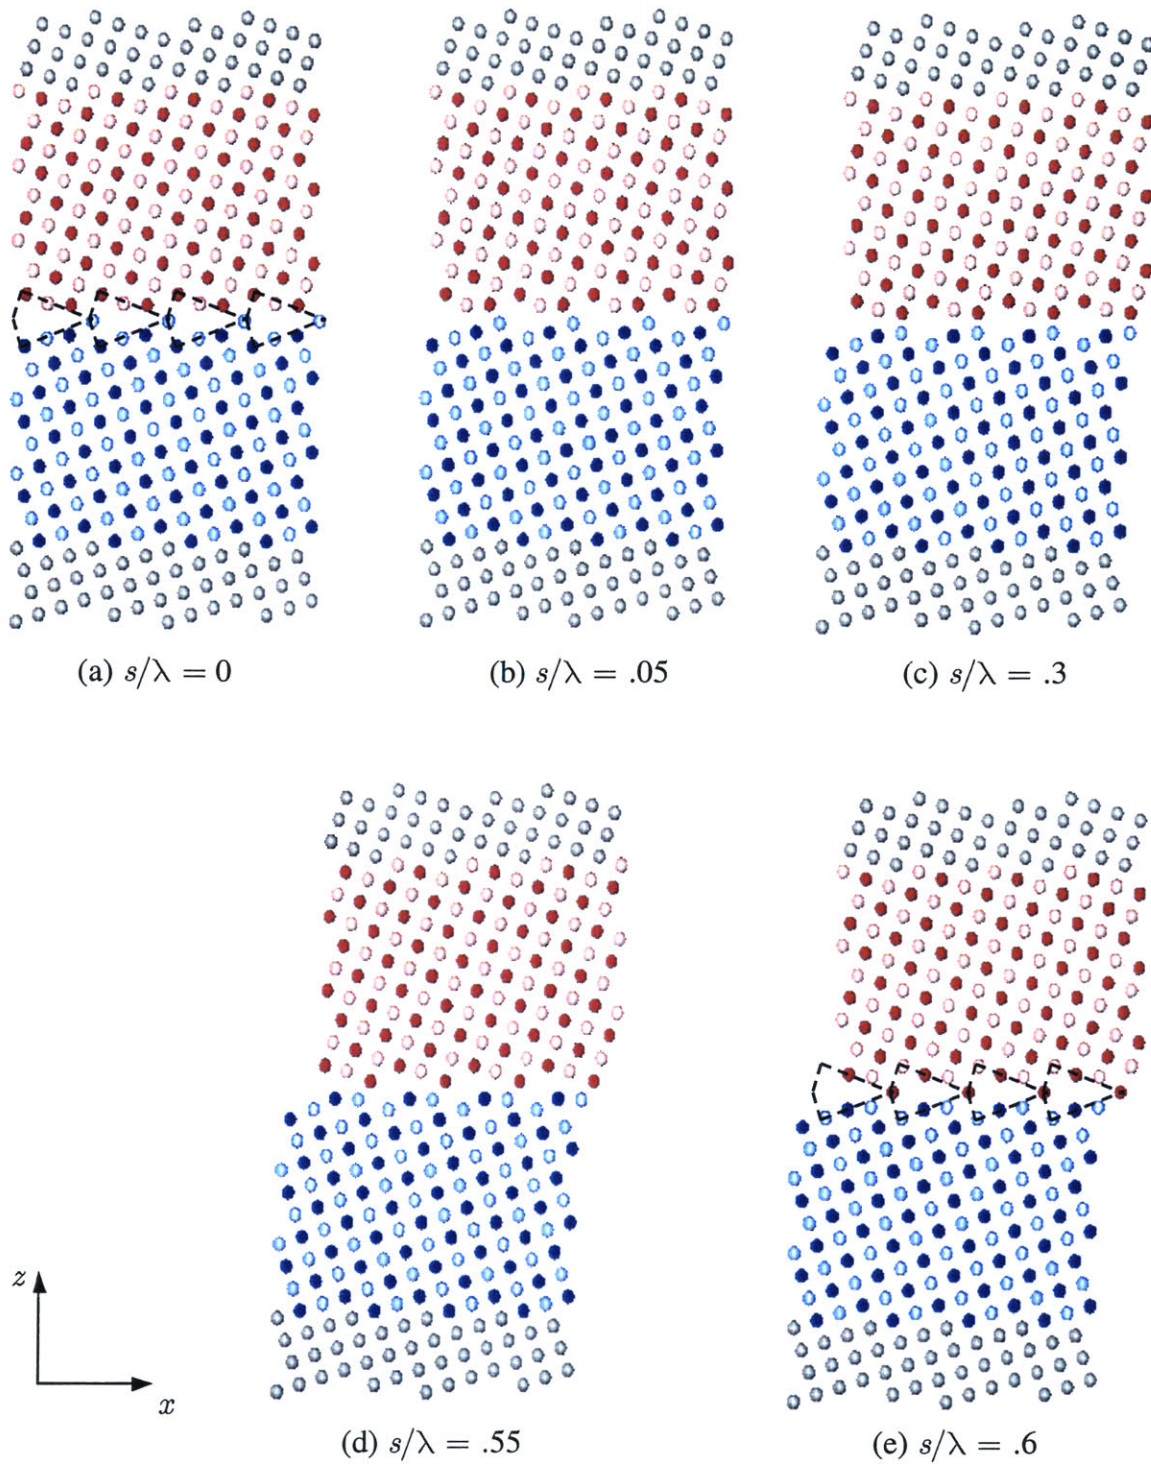 (a) s/λ = 0
(b) s/λ = .05
(c) s/λ = .3
z
x
(d) s/λ = .55
(e) s/λ = .6